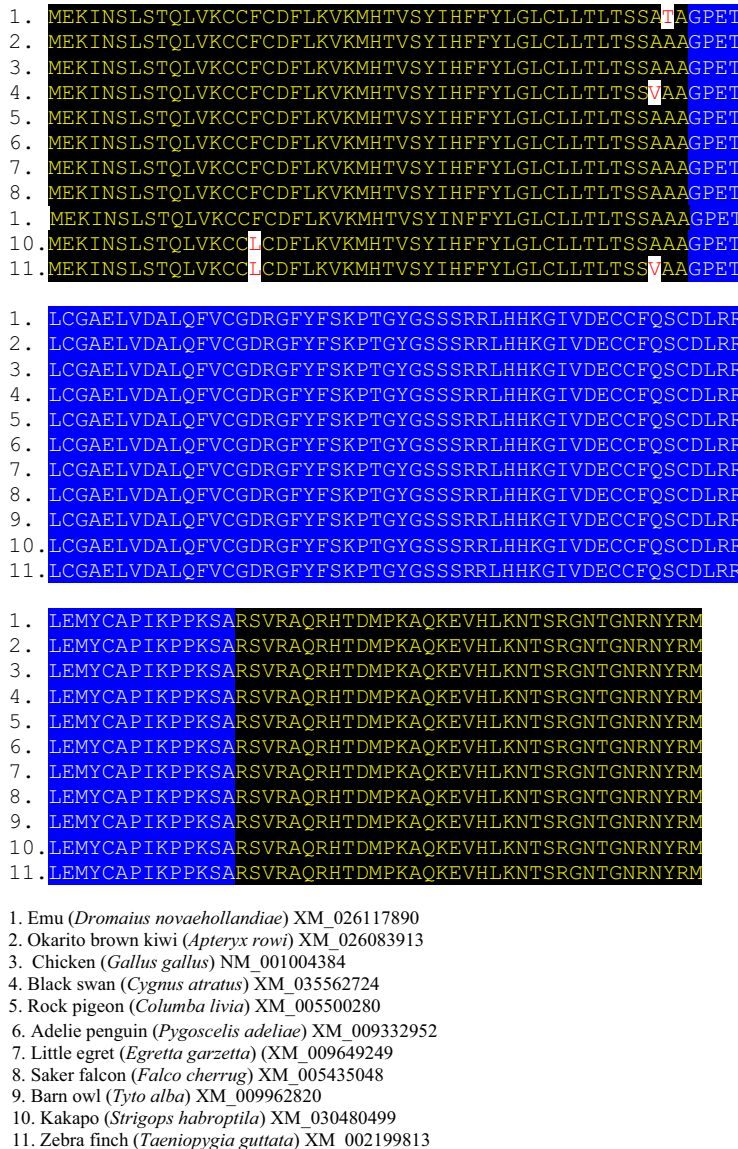 1. MEKINSLSTQLVKCCFCDFLKVKMHTVSYIHFFYLGLCLLTLTSSATAGPET
2. MEKINSLSTQLVKCCFCDFLKVKMHTVSYIHFFYLGLCLLTLTSSAAAGPET
3. MEKINSLSTQLVKCCFCDFLKVKMHTVSYIHFFYLGLCLLTLTSSAAAGPET
4. MEKINSLSTQLVKCCFCDFLKVKMHTVSYIHFFYLGLCLLTLTSSVAAGPET
5. MEKINSLSTQLVKCCFCDFLKVKMHTVSYIHFFYLGLCLLTLTSSAAAGPET
6. MEKINSLSTQLVKCCFCDFLKVKMHTVSYIHFFYLGLCLLTLTSSAAAGPET
7. MEKINSLSTQLVKCCFCDFLKVKMHTVSYIHFFYLGLCLLTLTSSAAAGPET
8. MEKINSLSTQLVKCCFCDFLKVKMHTVSYIHFFYLGLCLLTLTSSAAAGPET
1. MEKINSLSTQLVKCCFCDFLKVKMHTVSYINFFYLGLCLLTLTSSAAAGPET
10.MEKINSLSTQLVKCCLCDFLKVKMHTVSYIHFFYLGLCLLTLTSSAAAGPET
11.MEKINSLSTQLVKCCLCDFLKVKMHTVSYIHFFYLGLCLLTLTSSVAAGPET
1. LCGAELVDALQFVCGDRGFYFSKPTGYGSSSRRLHHKGIVDECCFQSCDLRR
2. LCGAELVDALQFVCGDRGFYFSKPTGYGSSSRRLHHKGIVDECCFQSCDLRR
3. LCGAELVDALQFVCGDRGFYFSKPTGYGSSSRRLHHKGIVDECCFQSCDLRR
4. LCGAELVDALQFVCGDRGFYFSKPTGYGSSSRRLHHKGIVDECCFQSCDLRR
5. LCGAELVDALQFVCGDRGFYFSKPTGYGSSSRRLHHKGIVDECCFQSCDLRR
6. LCGAELVDALQFVCGDRGFYFSKPTGYGSSSRRLHHKGIVDECCFQSCDLRR
7. LCGAELVDALQFVCGDRGFYFSKPTGYGSSSRRLHHKGIVDECCFQSCDLRR
8. LCGAELVDALQFVCGDRGFYFSKPTGYGSSSRRLHHKGIVDECCFQSCDLRR
9. LCGAELVDALQFVCGDRGFYFSKPTGYGSSSRRLHHKGIVDECCFQSCDLRR
10.LCGAELVDALQFVCGDRGFYFSKPTGYGSSSRRLHHKGIVDECCFQSCDLRR
11.LCGAELVDALQFVCGDRGFYFSKPTGYGSSSRRLHHKGIVDECCFQSCDLRR
1. LEMYCAPIKPPKSARSVRAQRHTDMPKAQKEVHLKNTSRGNTGNRNYRM
2. LEMYCAPIKPPKSARSVRAQRHTDMPKAQKEVHLKNTSRGNTGNRNYRM
3. LEMYCAPIKPPKSARSVRAQRHTDMPKAQKEVHLKNTSRGNTGNRNYRM
4. LEMYCAPIKPPKSARSVRAQRHTDMPKAQKEVHLKNTSRGNTGNRNYRM
5. LEMYCAPIKPPKSARSVRAQRHTDMPKAQKEVHLKNTSRGNTGNRNYRM
6. LEMYCAPIKPPKSARSVRAQRHTDMPKAQKEVHLKNTSRGNTGNRNYRM
7. LEMYCAPIKPPKSARSVRAQRHTDMPKAQKEVHLKNTSRGNTGNRNYRM
8. LEMYCAPIKPPKSARSVRAQRHTDMPKAQKEVHLKNTSRGNTGNRNYRM
9. LEMYCAPIKPPKSARSVRAQRHTDMPKAQKEVHLKNTSRGNTGNRNYRM
10.LEMYCAPIKPPKSARSVRAQRHTDMPKAQKEVHLKNTSRGNTGNRNYRM
11.LEMYCAPIKPPKSARSVRAQRHTDMPKAQKEVHLKNTSRGNTGNRNYRM
1. Emu (Dromaius novaehollandiae) XM_026117890
2. Okarito brown kiwi (Apteryx rowi) XM_026083913
3. Chicken (Gallus gallus) NM_001004384
4. Black swan (Cygnus atratus) XM_035562724
5. Rock pigeon (Columba livia) XM_005500280
6. Adelie penguin (Pygoscelis adeliae) XM_009332952
7. Little egret (Egretta garzetta) (XM_009649249
8. Saker falcon (Falco cherrug) XM_005435048
9. Barn owl (Tyto alba) XM_009962820
10. Kakapo (Strigops habroptila) XM_030480499
11. Zebra finch (Taeniopygia guttata) XM_002199813